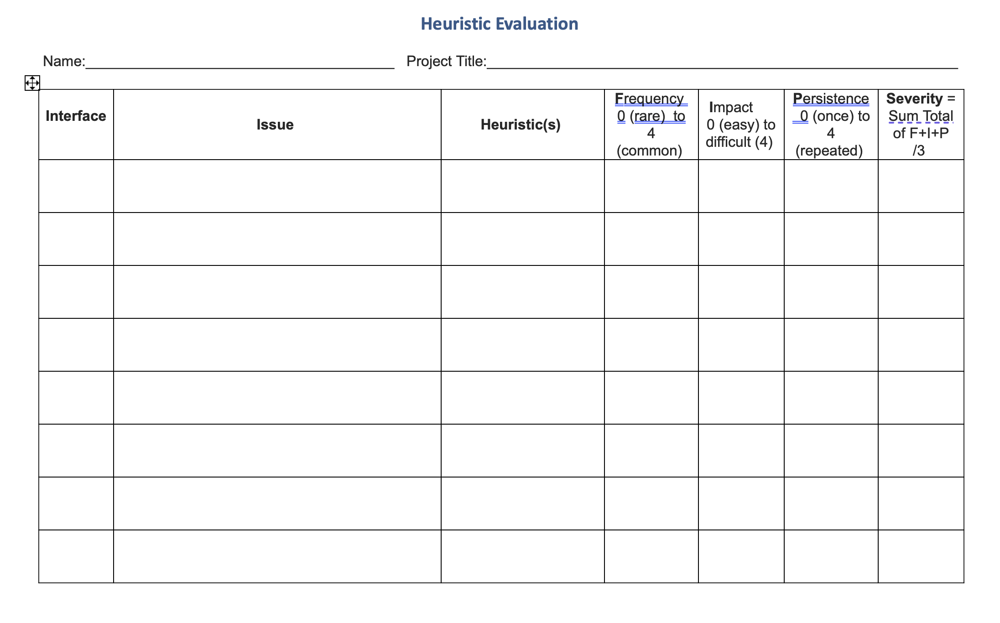 Heuristic Evaluation
Name: Project Title:
Interface
Issue
Heuristic(s)
Frequency
0 (rare)  to
4
(common)
Impact
0 (easy) to
difficult (4)
Persistence
0 (once) to
4
(repeated)
Severity =
Sum Total
of F+I+P
/3